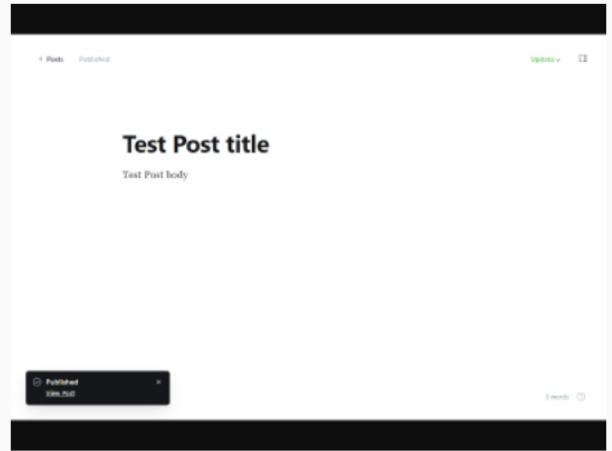 Posts Published Update
Test Post title
Test Post body
Published
View Post
3 words